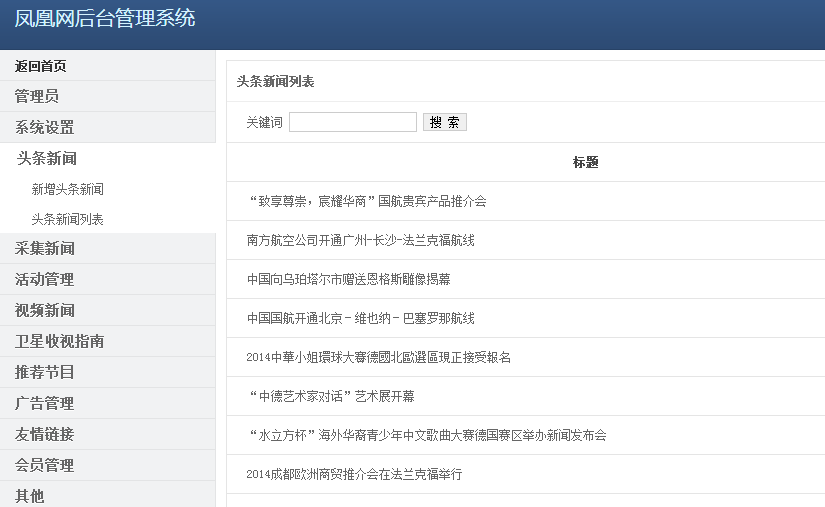 凤凰网后台管理系统
返回首页
管理员
系统设置
头条新闻
新增头条新闻
头条新闻列表
采集新闻
活动管理
视频新闻
卫星收视指南
推荐节目
广告管理
友情链接
会员管理
其他
头条新闻列表
关键词 搜 索
标题
“致享尊崇，宸耀华商”国航贵宾产品推介会
南方航空公司开通广州-长沙-法兰克福航线
中国向乌珀塔尔市赠送恩格斯雕像揭幕
中国国航开通北京－维也纳－巴塞罗那航线
2014中華小姐環球大賽德國北歐選區現正接受報名
“中德艺术家对话”艺术展开幕
“水立方杯”海外华裔青少年中文歌曲大赛德国赛区举办新闻发布会
2014成都欧洲商贸推介会在法兰克福举行